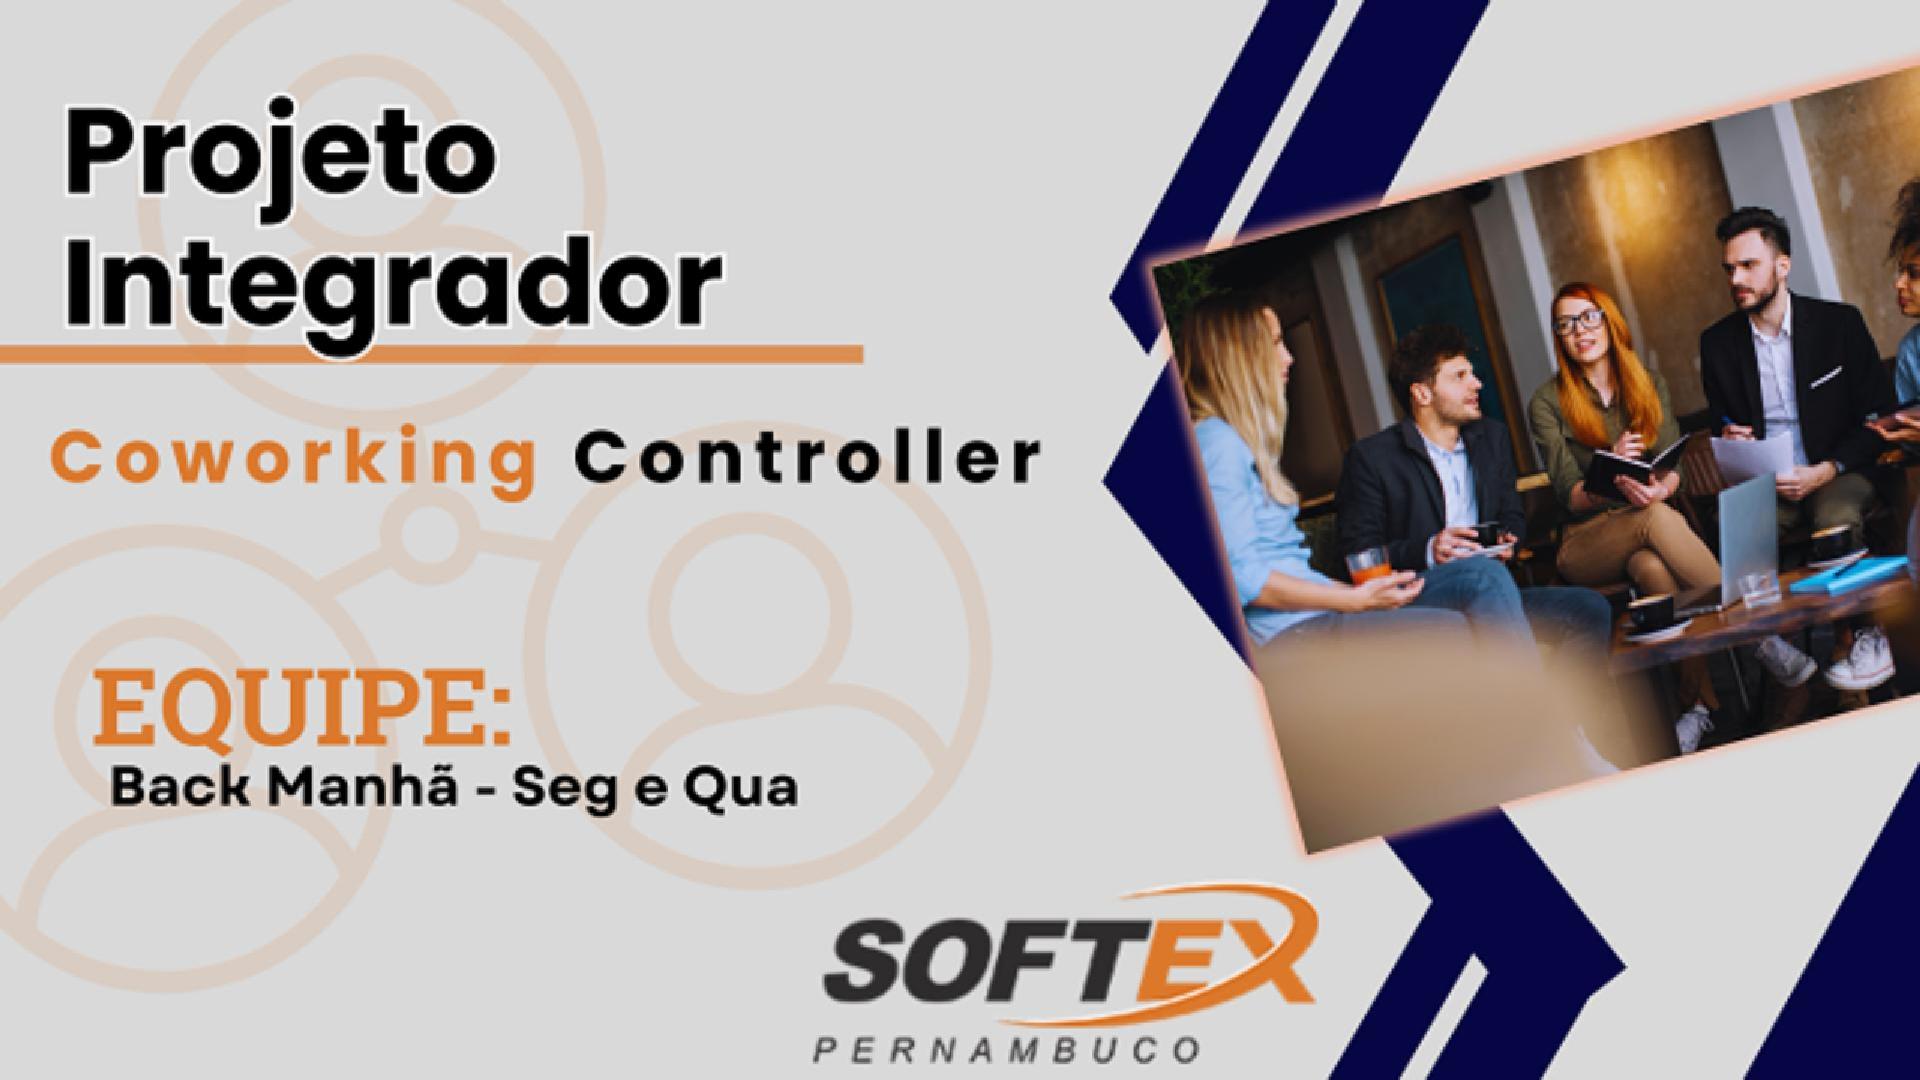 Projeto
Integrador
Coworking Controller
EQUIPE:
Back Manhã - Seg e Qua
SOFTEX
PERNAMBUCO